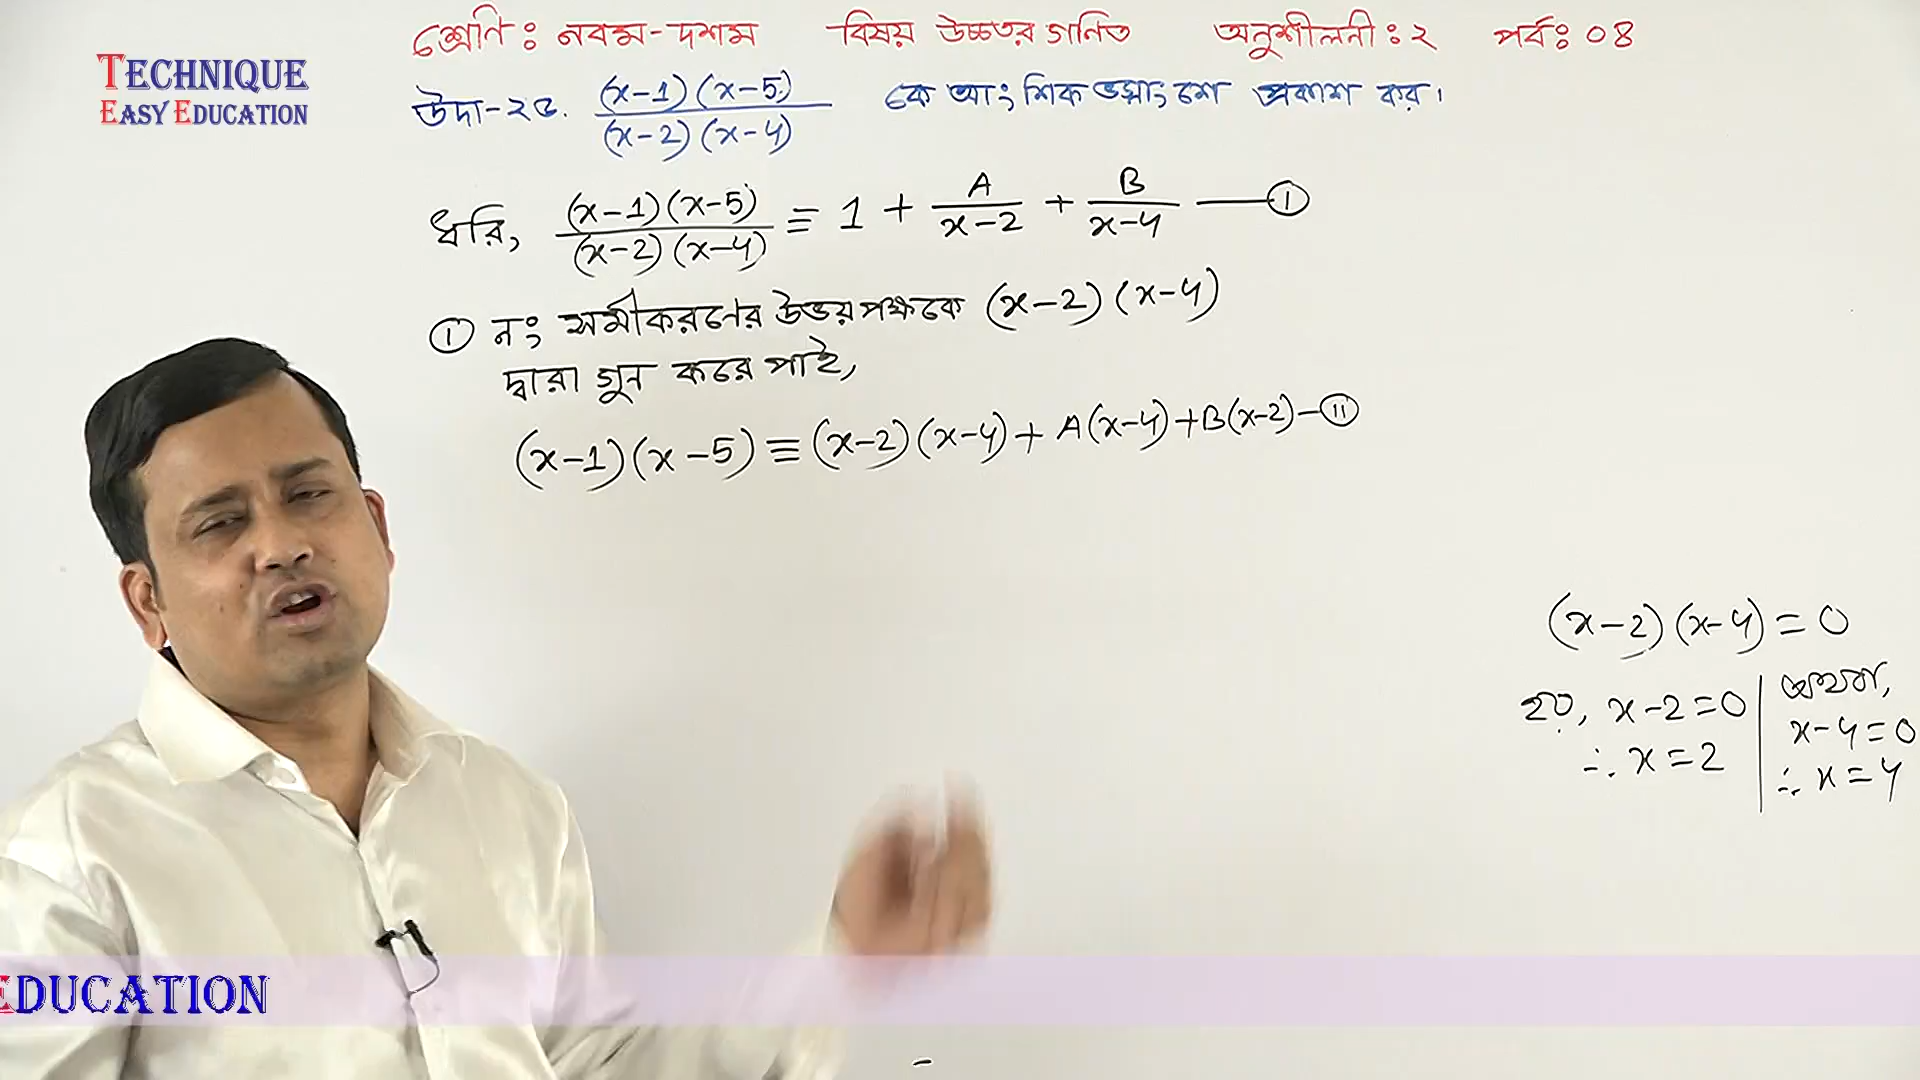 TECHNIQUE
EASY EDUCATION
শ্রেণি: নবম-দশম বিষয় উচ্চতর গনিত অনুশীলনী: ২ পর্ব: ০৪
উদা-২৫. (x-1)(x-5)/(x-2)(x-4) কে আংশিক ভগ্নাংশে প্রকাশ কর।
ধরি, (x-1)(x-5)/(x-2)(x-4) ≡ 1 + A/x-2 + B/x-4 — ①
① নং সমীকরণের উভয়পক্ষকে (x-2)(x-4)
দ্বারা গুন করে পাই,
(x-1)(x-5) ≡ (x-2)(x-4) + A(x-4) + B(x-2) — ⑪
(x-2)(x-4) = 0
হয়, x-2=0
∴ x=2
অথবা,
x-4=0
∴ x=4
EDUCATION